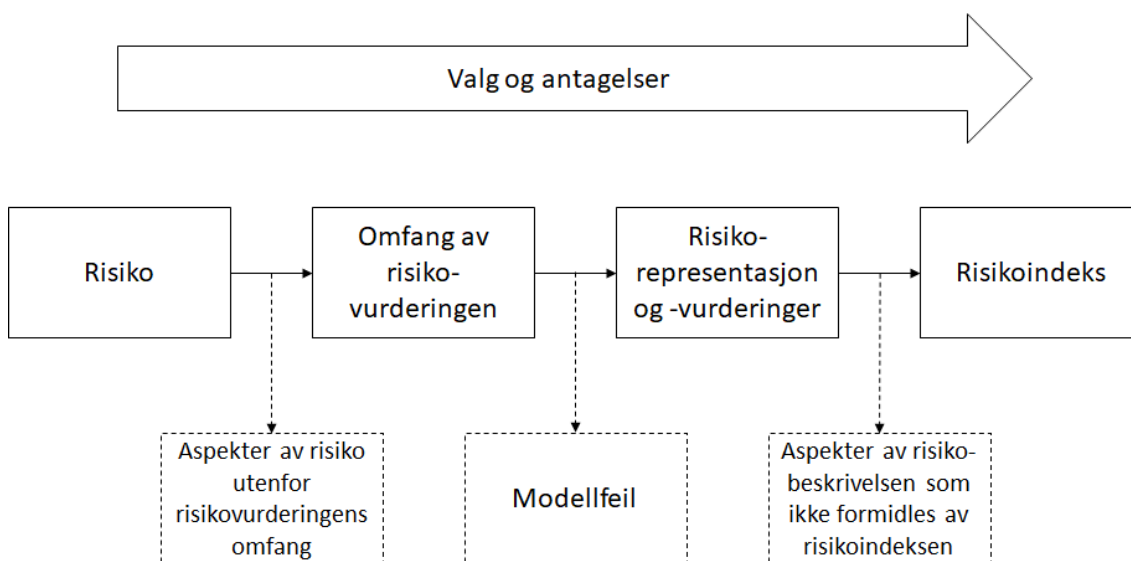 Valg og antagelser
Risiko
Omfang av
risiko-
vurderingen
Risiko-
representasjon
og -vurderinger
Risikoindeks
Aspekter av risiko
utenfor
risikovurderingens
omfang
Modellfeil
Aspekter av risiko-
beskrivelsen som
ikke formidles av
risikoindeksen